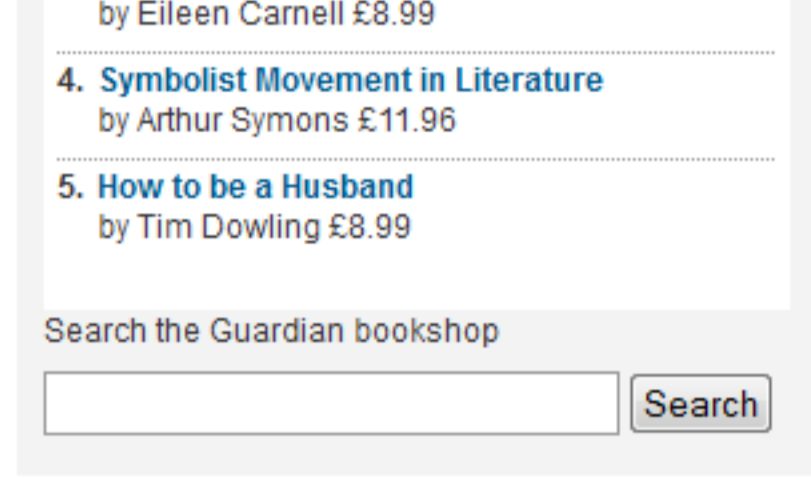 by Eileen Carnell £8.99
4. Symbolist Movement in Literature
by Arthur Symons £11.96
5. How to be a Husband
by Tim Dowling £8.99
Search the Guardian bookshop
Search